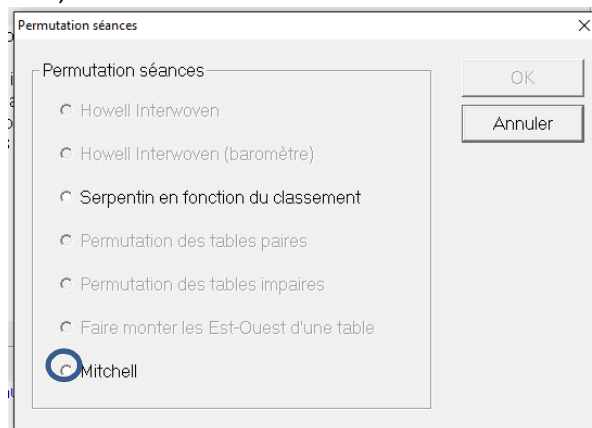 Permutation séances
Permutation séances
OK
Howell Interwoven
Annuler
Howell Interwoven (baromètre)
Serpentin en fonction du classement
Permutation des tables paires
Permutation des tables impaires
Faire monter les Est-Ouest d'une table
Mitchell